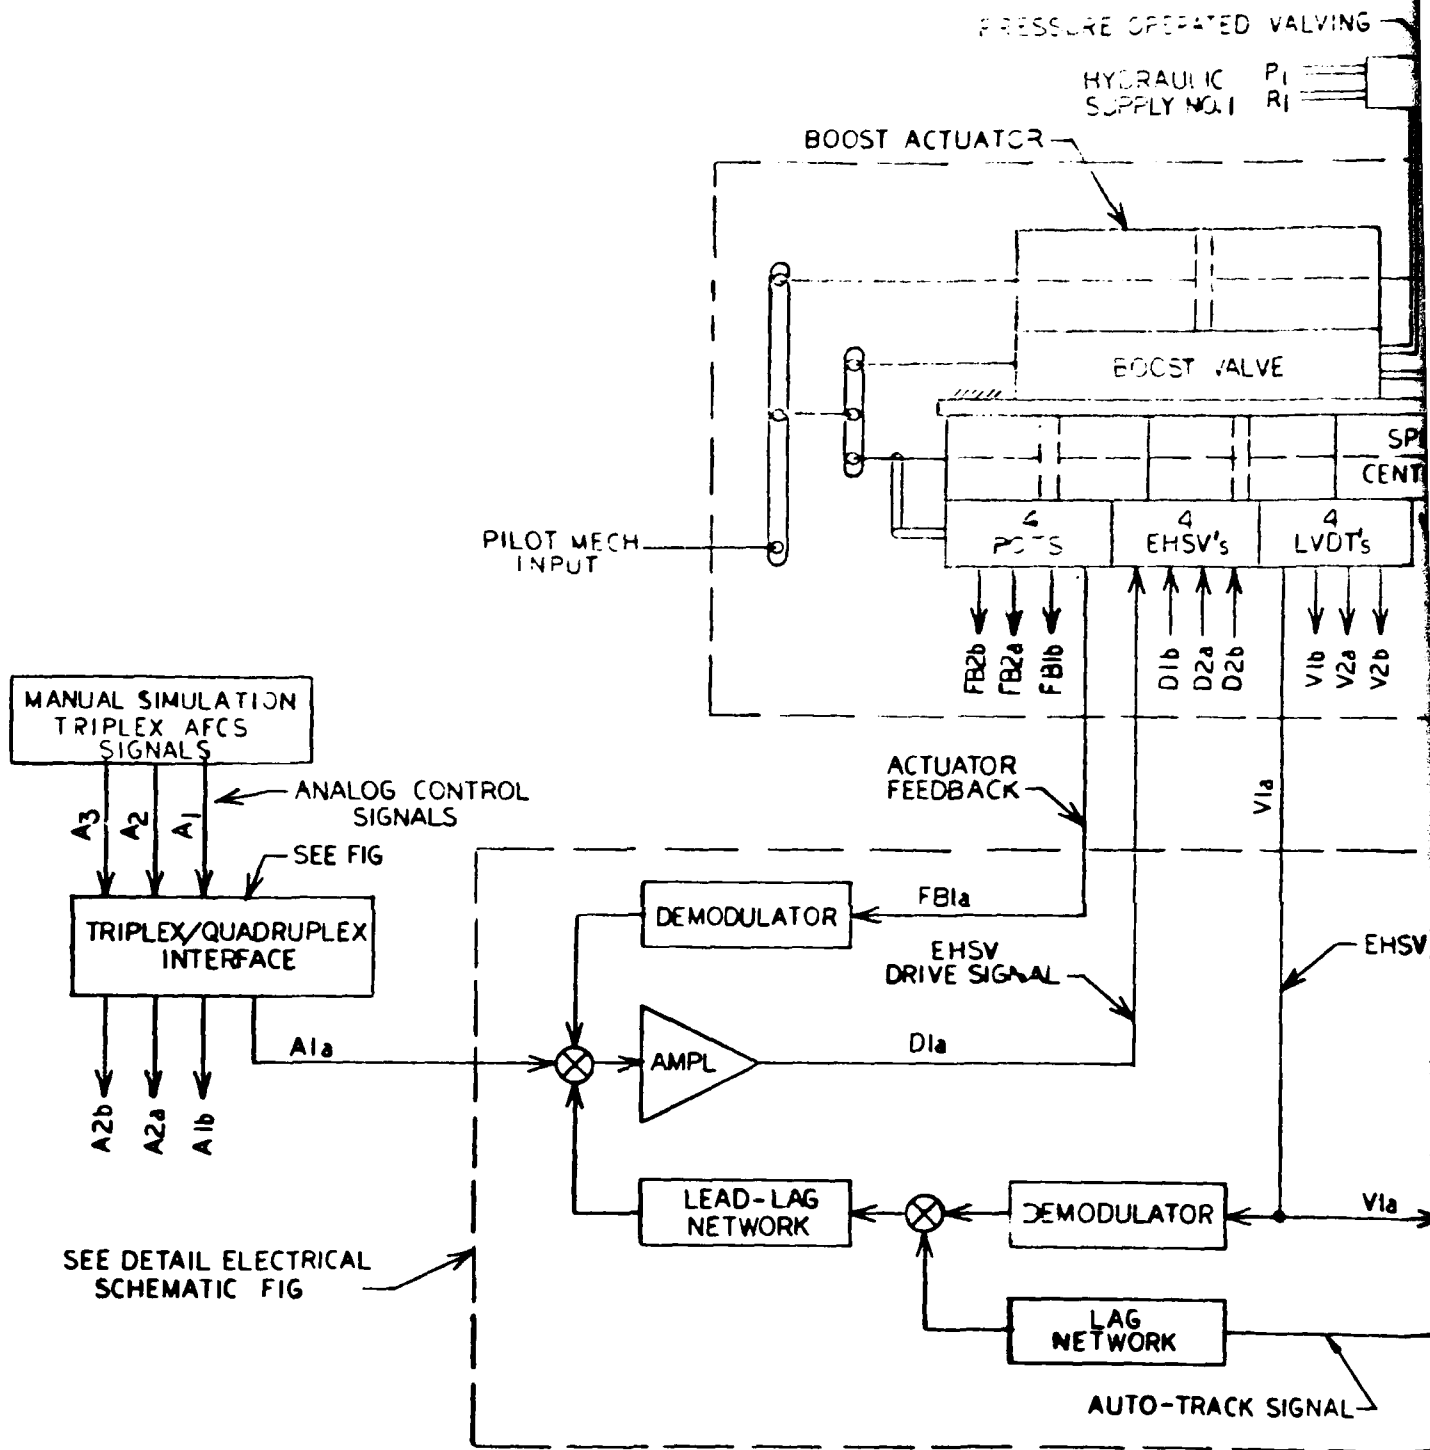 PRESSURE OPERATED VALVING
HYDRAULIC P1
SUPPLY NO.1 R1
BOOST ACTUATOR
BOOST VALVE
SP
CENT
PILOT MECH
INPUT
4
POTS
4
EHSV's
4
LVDT's
FB2b
FB2a
FB1b
D1b
D2a
D2b
V1b
V2a
V2b
MANUAL SIMULATION
TRIPLEX AFCS
SIGNALS
ACTUATOR
FEEDBACK
V1a
A3
A2
A1
ANALOG CONTROL
SIGNALS
SEE FIG
TRIPLEX/QUADRUPLEX
INTERFACE
DEMODULATOR
FB1a
EHSV
DRIVE SIGNAL
EHSV
A1a
AMPL
D1a
A2b
A2a
A1b
LEAD-LAG
NETWORK
DEMODULATOR
V1a
SEE DETAIL ELECTRICAL
SCHEMATIC FIG
LAG
NETWORK
AUTO-TRACK SIGNAL